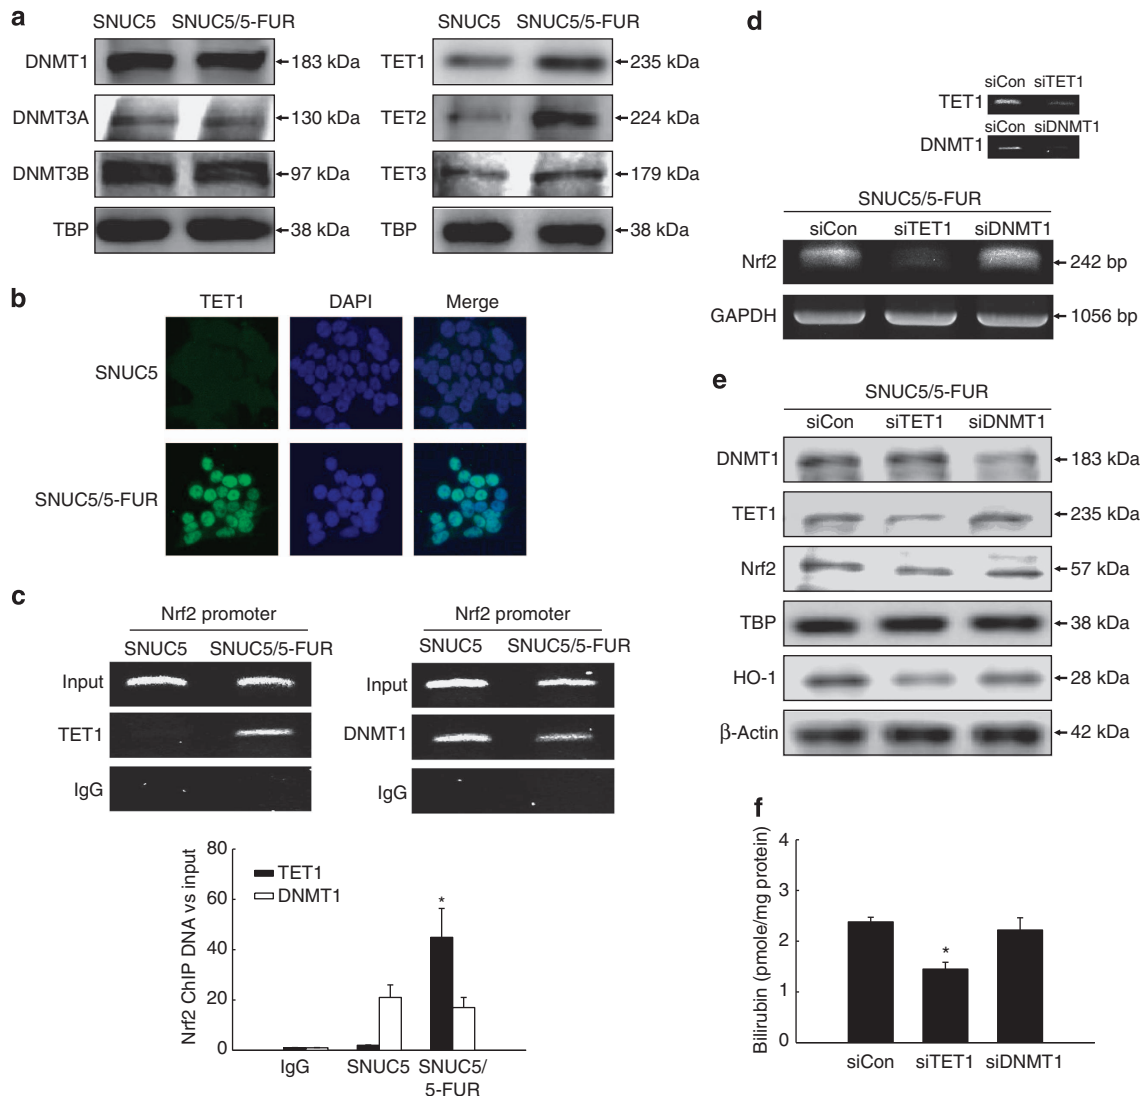 a
SNUC5 SNUC5/5-FUR
DNMT1 ←183 kDa
DNMT3A ←130 kDa
DNMT3B ←97 kDa
TBP ←38 kDa
SNUC5 SNUC5/5-FUR
TET1 ←235 kDa
TET2 ←224 kDa
TET3 ←179 kDa
TBP ←38 kDa
b
TET1 DAPI Merge
SNUC5
SNUC5/5-FUR
c
Nrf2 promoter
SNUC5 SNUC5/5-FUR
Input
TET1
IgG
Nrf2 promoter
SNUC5 SNUC5/5-FUR
Input
DNMT1
IgG
Nrf2 ChIP DNA vs input
80
60
40
20
0
TET1
DNMT1
*
IgG SNUC5 SNUC5/
5-FUR
d
siCon siTET1
TET1
siCon siDNMT1
DNMT1
SNUC5/5-FUR
siCon siTET1 siDNMT1
Nrf2 ←242 bp
GAPDH ←1056 bp
e
SNUC5/5-FUR
siCon siTET1 siDNMT1
DNMT1 ←183 kDa
TET1 ←235 kDa
Nrf2 ←57 kDa
TBP ←38 kDa
HO-1 ←28 kDa
β-Actin ←42 kDa
f
Bilirubin (pmole/mg protein)
4
3
2
1
0
*
siCon siTET1 siDNMT1